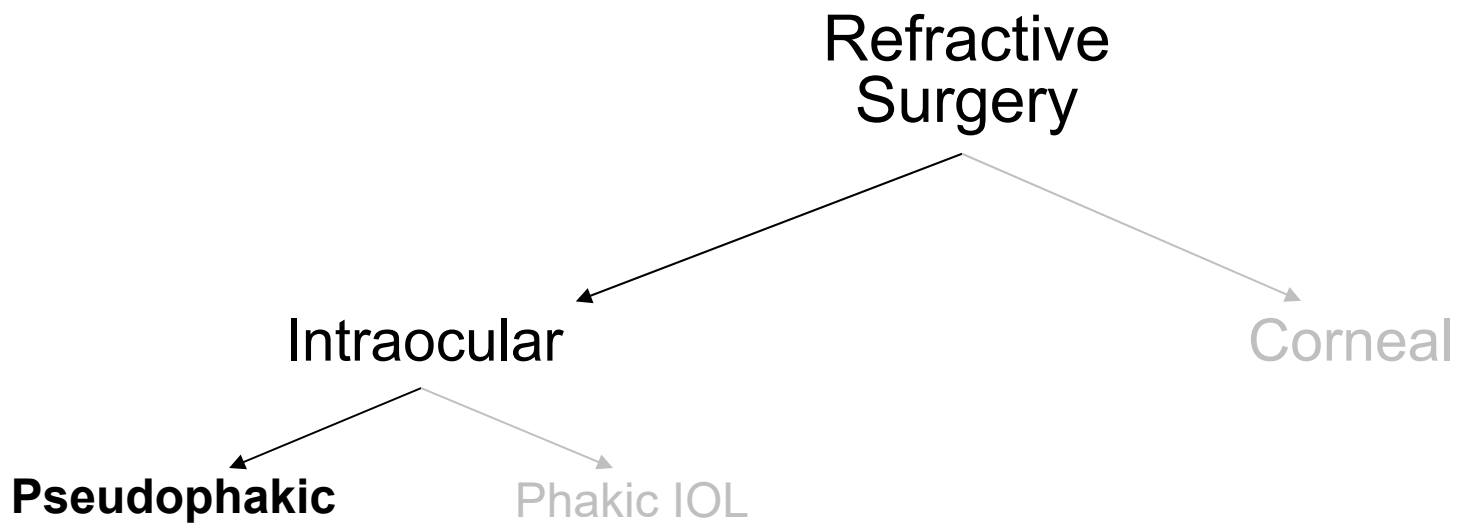 Refractive
Surgery
Intraocular
Corneal
Pseudophakic
Phakic IOL